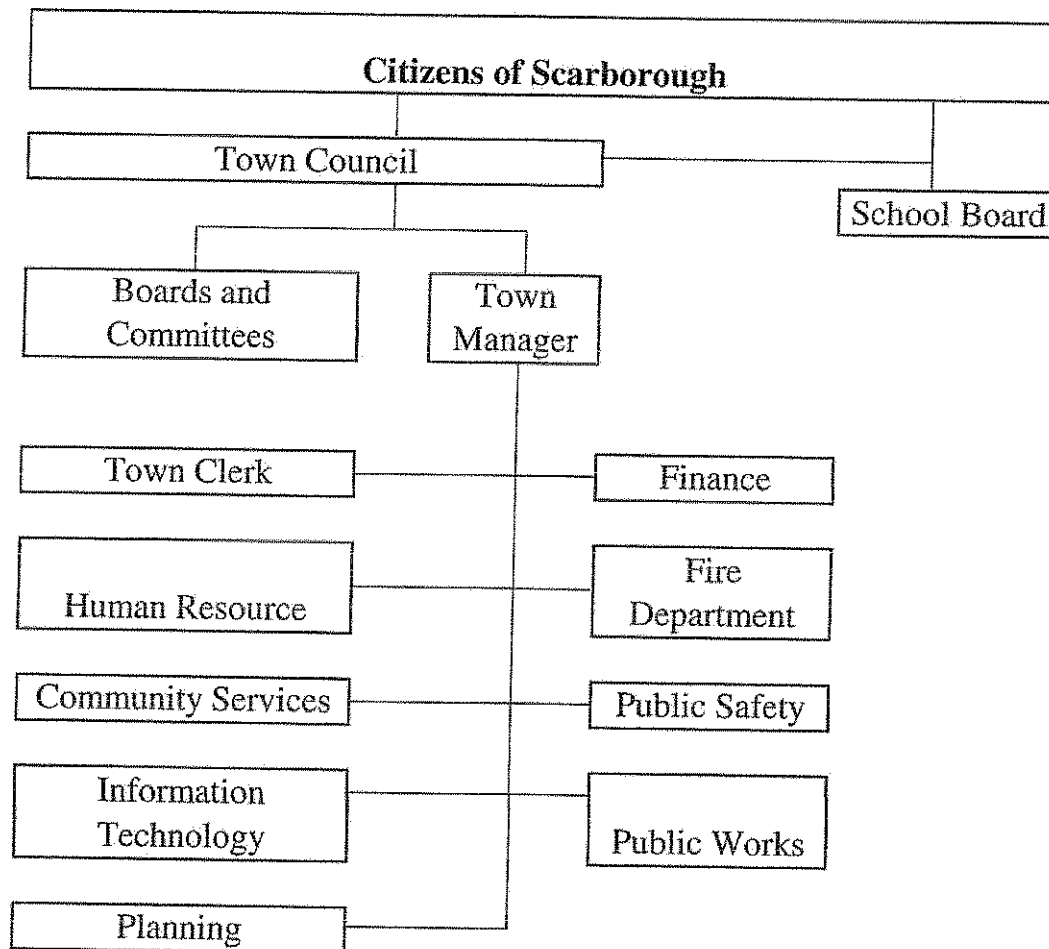 Citizens of Scarborough
Town Council
School Board
Boards and
Committees
Town
Manager
Town Clerk
Finance
Human Resource
Fire
Department
Community Services
Public Safety
Information
Technology
Public Works
Planning